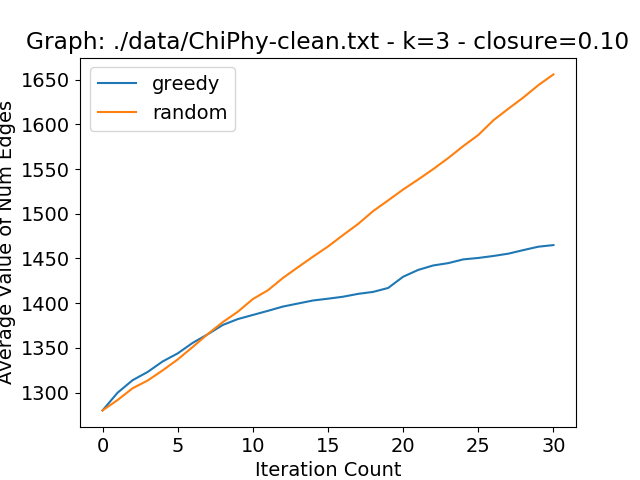 Graph: ./data/ChiPhy-clean.txt - k=3 - closure=0.10
greedy
random
Average Value of Num Edges
1650
1600
1550
1500
1450
1400
1350
1300
0 5 10 15 20 25 30
Iteration Count